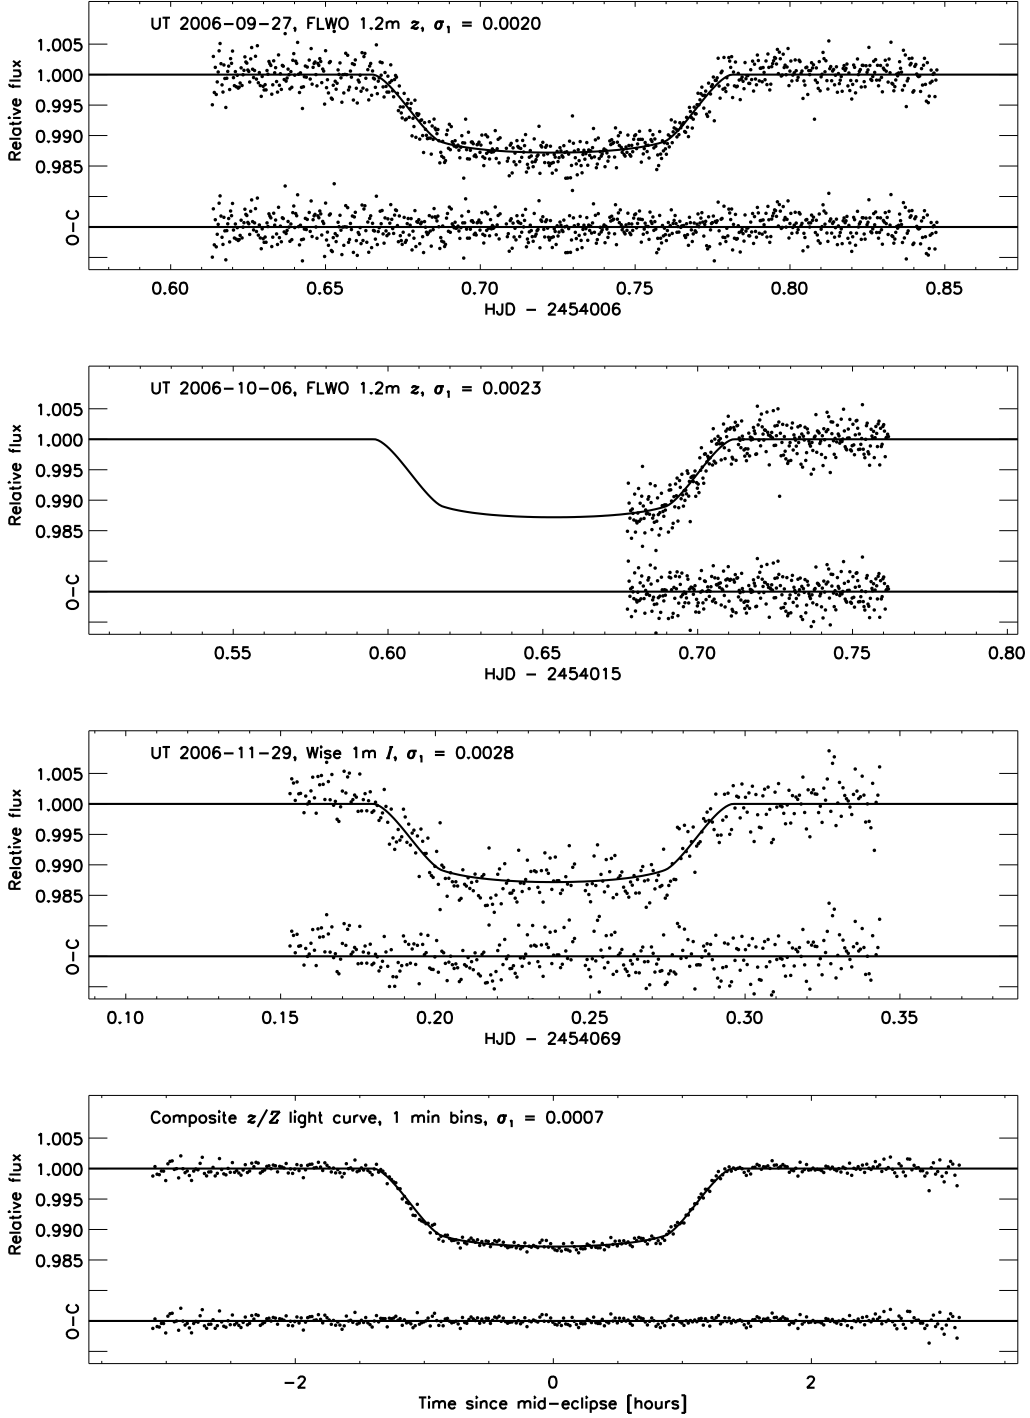 UT 2006-09-27, FLWO 1.2m z, σ₁ = 0.0020
1.005
1.000
0.995
0.990
0.985
Relative flux
O-C
0.60 0.65 0.70 0.75 0.80 0.85
HJD - 2454006
UT 2006-10-06, FLWO 1.2m z, σ₁ = 0.0023
1.005
1.000
0.995
0.990
0.985
Relative flux
O-C
0.55 0.60 0.65 0.70 0.75 0.80
HJD - 2454015
UT 2006-11-29, Wise 1m I, σ₁ = 0.0028
1.005
1.000
0.995
0.990
0.985
Relative flux
O-C
0.10 0.15 0.20 0.25 0.30 0.35
HJD - 2454069
Composite z/Z light curve, 1 min bins, σ₁ = 0.0007
1.005
1.000
0.995
0.990
0.985
Relative flux
O-C
-2 0 2
Time since mid-eclipse [hours]